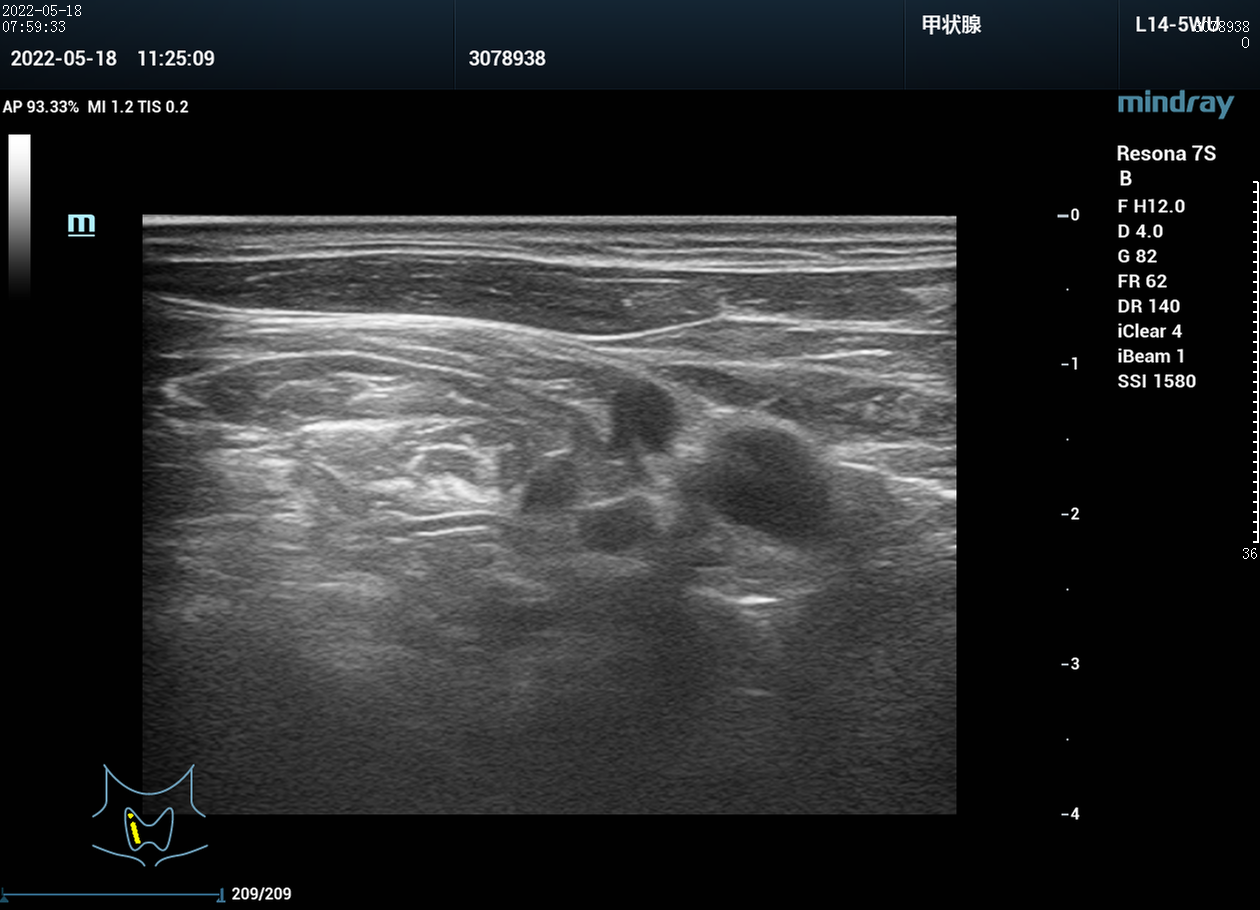 2022-05-18
07:59:33
2022-05-18 11:25:09
3078938
甲状腺
L14-5WU
3078938
0
AP 93.33% MI 1.2 TIS 0.2
mindray
Resona 7S
B
F H12.0
D 4.0
G 82
FR 62
DR 140
iClear 4
iBeam 1
SSI 1580
m
0
-1
-2
-3
-4
36
209/209